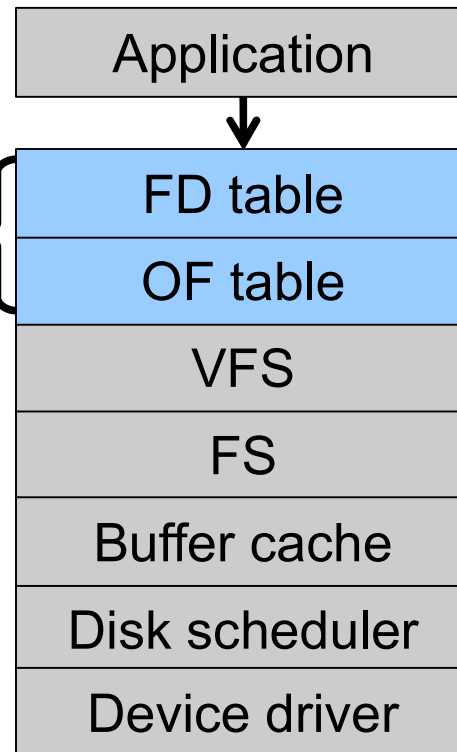 Application
FD table
OF table
VFS
FS
Buffer cache
Disk scheduler
Device driver